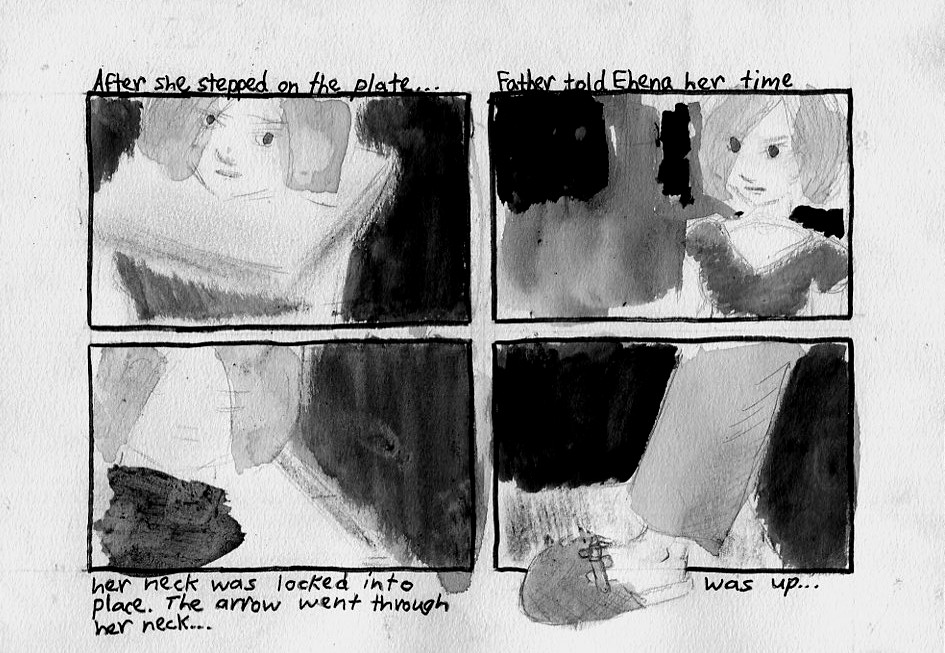 After she stepped on the plate...
Father told Ehena her time
her neck was locked into
place. The arrow went through
her neck...
was up...